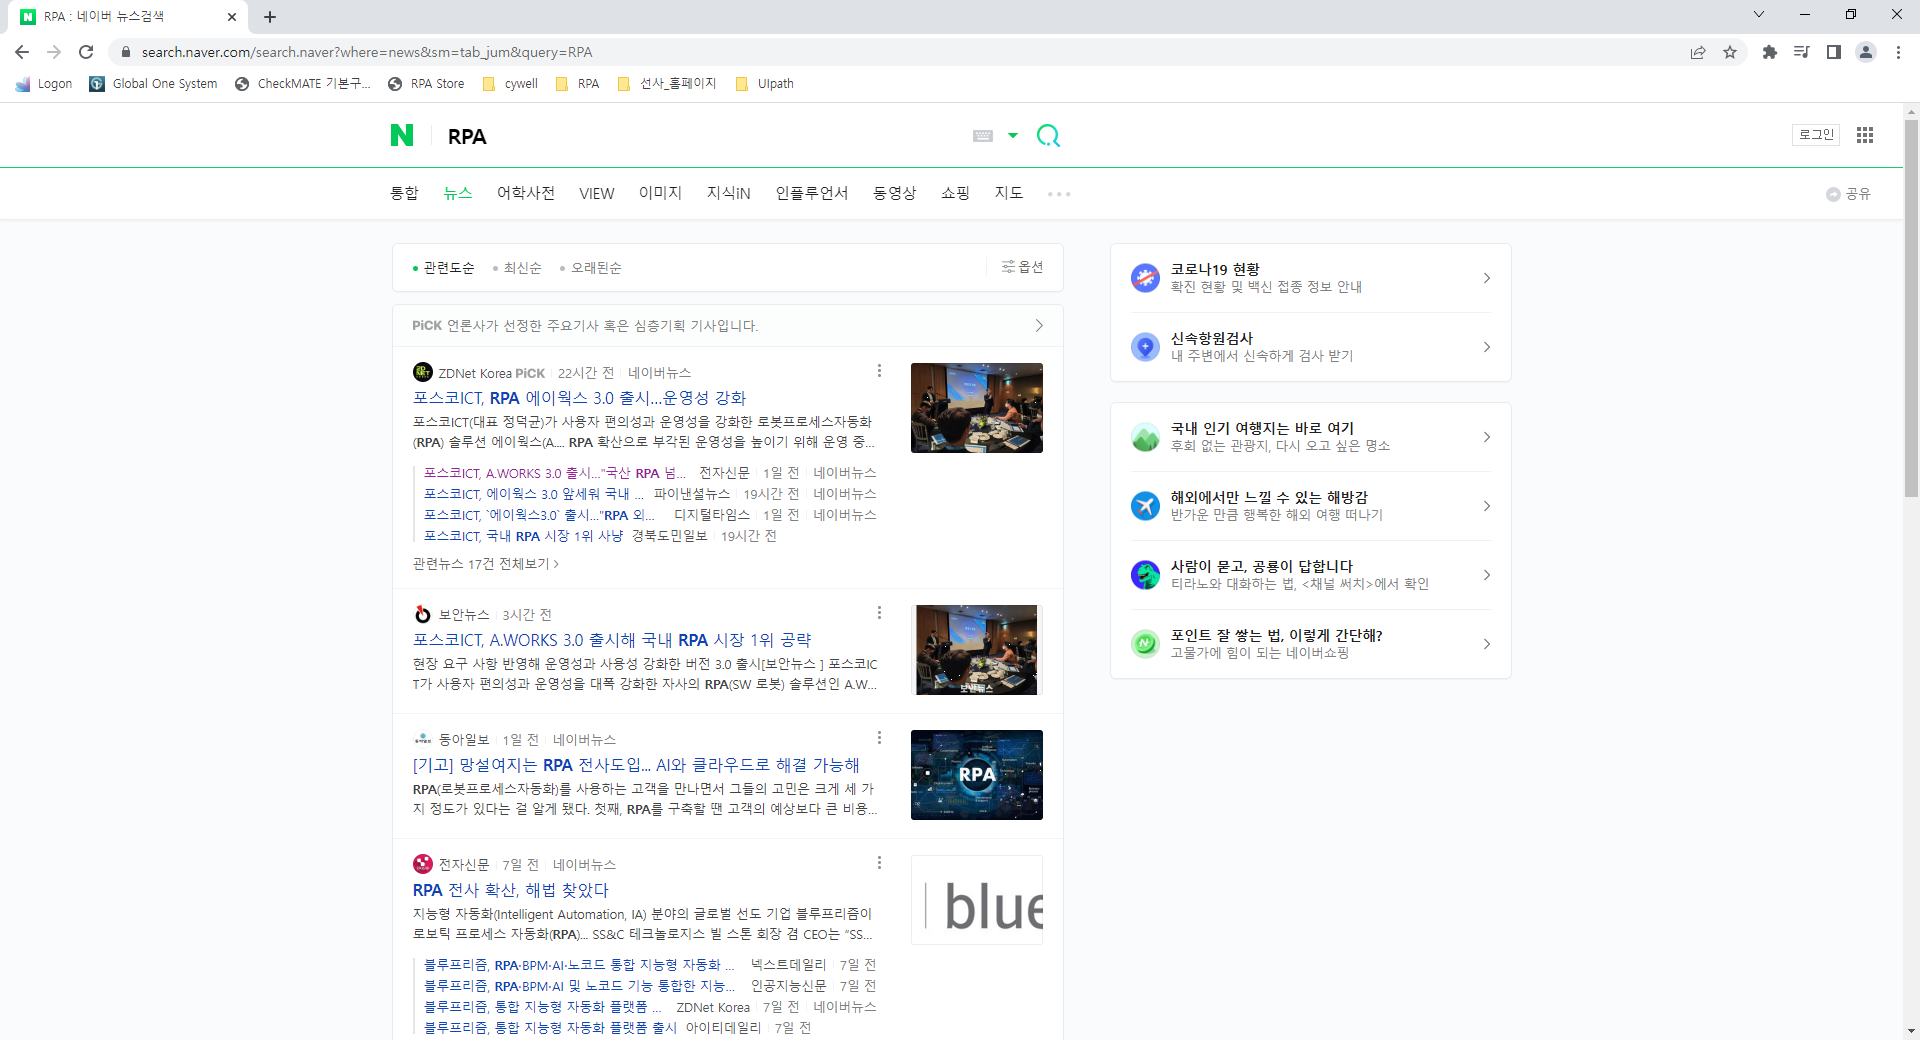 RPA : 네이버 뉴스검색
search.naver.com/search.naver?where=news&sm=tab_jum&query=RPA
Logon
Global One System
CheckMATE 기본구...
RPA Store
cywell
RPA
선사_홈페이지
UIpath
N
RPA
로그인
통합
뉴스
어학사전
VIEW
이미지
지식iN
인플루언서
동영상
쇼핑
지도
공유
관련도순
최신순
오래된순
옵션
PiCK 언론사가 선정한 주요기사 혹은 심층기획 기사입니다.
ZDNet Korea PiCK 22시간 전 네이버뉴스
포스코ICT, RPA 에이웍스 3.0 출시…운영성 강화
포스코ICT(대표 정덕균)가 사용자 편의성과 운영성을 강화한 로봇프로세스자동화
(RPA) 솔루션 에이웍스(A.... RPA 확산으로 부각된 운영성을 높이기 위해 운영 중...
포스코ICT, A.WORKS 3.0 출시..."국산 RPA 넘... 전자신문 1일 전 네이버뉴스
포스코ICT, 에이웍스 3.0 앞세워 국내 ... 파이낸셜뉴스 19시간 전 네이버뉴스
포스코ICT, `에이웍스3.0` 출시..."RPA 외... 디지털타임스 1일 전 네이버뉴스
포스코ICT, 국내 RPA 시장 1위 사냥 경북도민일보 19시간 전
관련뉴스 17건 전체보기
보안뉴스 3시간 전
포스코ICT, A.WORKS 3.0 출시해 국내 RPA 시장 1위 공략
현장 요구 사항 반영해 운영성과 사용성 강화한 버전 3.0 출시[보안뉴스 ] 포스코IC
T가 사용자 편의성과 운영성을 대폭 강화한 자사의 RPA(SW 로봇) 솔루션인 A.W...
보안뉴스
동아일보 1일 전 네이버뉴스
[기고] 망설여지는 RPA 전사도입... AI와 클라우드로 해결 가능해
RPA(로봇프로세스자동화)를 사용하는 고객을 만나면서 그들의 고민은 크게 세 가
지 정도가 있다는 걸 알게 됐다. 첫째, RPA를 구축할 땐 고객의 예상보다 큰 비용...
RPA
전자신문 7일 전 네이버뉴스
RPA 전사 확산, 해법 찾았다
지능형 자동화(Intelligent Automation, IA) 분야의 글로벌 선도 기업 블루프리즘이
로보틱 프로세스 자동화(RPA)... SS&C 테크놀로지스 빌 스톤 회장 겸 CEO는 “SS...
blue
블루프리즘, RPA·BPM·AI·노코드 통합 지능형 자동화 ... 넥스트데일리 7일 전
블루프리즘, RPA·BPM·AI 및 노코드 기능 통합한 지능... 인공지능신문 7일 전
블루프리즘, 통합 지능형 자동화 플랫폼 ... ZDNet Korea 7일 전 네이버뉴스
블루프리즘, 통합 지능형 자동화 플랫폼 출시 아이티데일리 7일 전
코로나19 현황
확진 현황 및 백신 접종 정보 안내
신속항원검사
내 주변에서 신속하게 검사 받기
국내 인기 여행지는 바로 여기
후회 없는 관광지, 다시 오고 싶은 명소
해외에서만 느낄 수 있는 해방감
반가운 만큼 행복한 해외 여행 떠나기
사람이 묻고, 공룡이 답합니다
티라노와 대화하는 법, <채널 써치>에서 확인
포인트 잘 쌓는 법, 이렇게 간단해?
고물가에 힘이 되는 네이버쇼핑